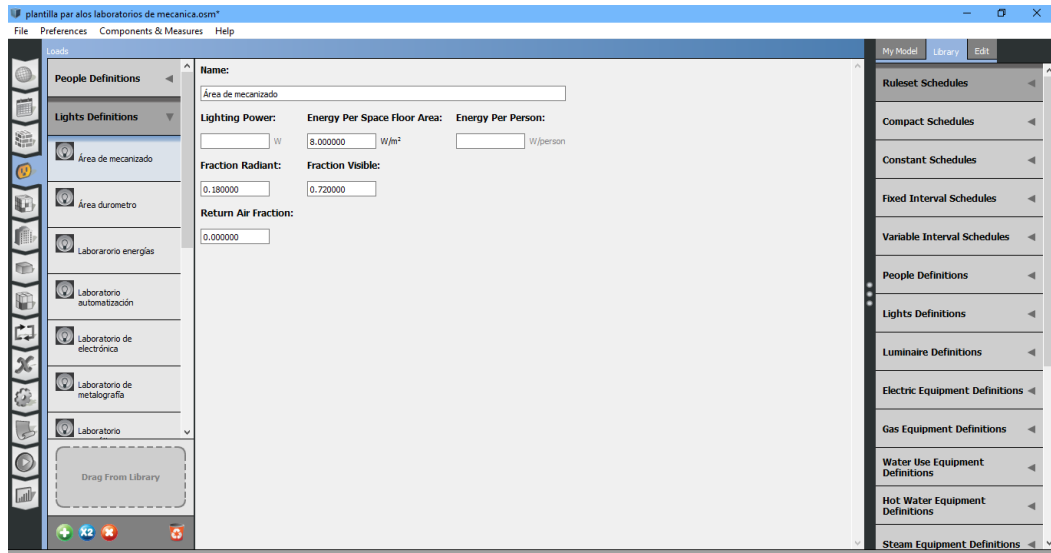 plantilla par alos laboratorios de mecanica.osm*
File Preferences Components & Measures Help
Loads
My Model Library Edit
People Definitions
Lights Definitions
Área de mecanizado
Área durometro
Laborarorio energías
Laboratorio
automatización
Laboratorio de
electrónica
Laboratorio de
metalografía
Laboratorio
Drag From Library
X2
Name:
Área de mecanizado
Lighting Power: Energy Per Space Floor Area: Energy Per Person:
W 8.000000 W/m² W/person
Fraction Radiant: Fraction Visible:
0.180000 0.720000
Return Air Fraction:
0.000000
Ruleset Schedules
Compact Schedules
Constant Schedules
Fixed Interval Schedules
Variable Interval Schedules
People Definitions
Lights Definitions
Luminaire Definitions
Electric Equipment Definitions
Gas Equipment Definitions
Water Use Equipment
Definitions
Hot Water Equipment
Definitions
Steam Equipment Definitions